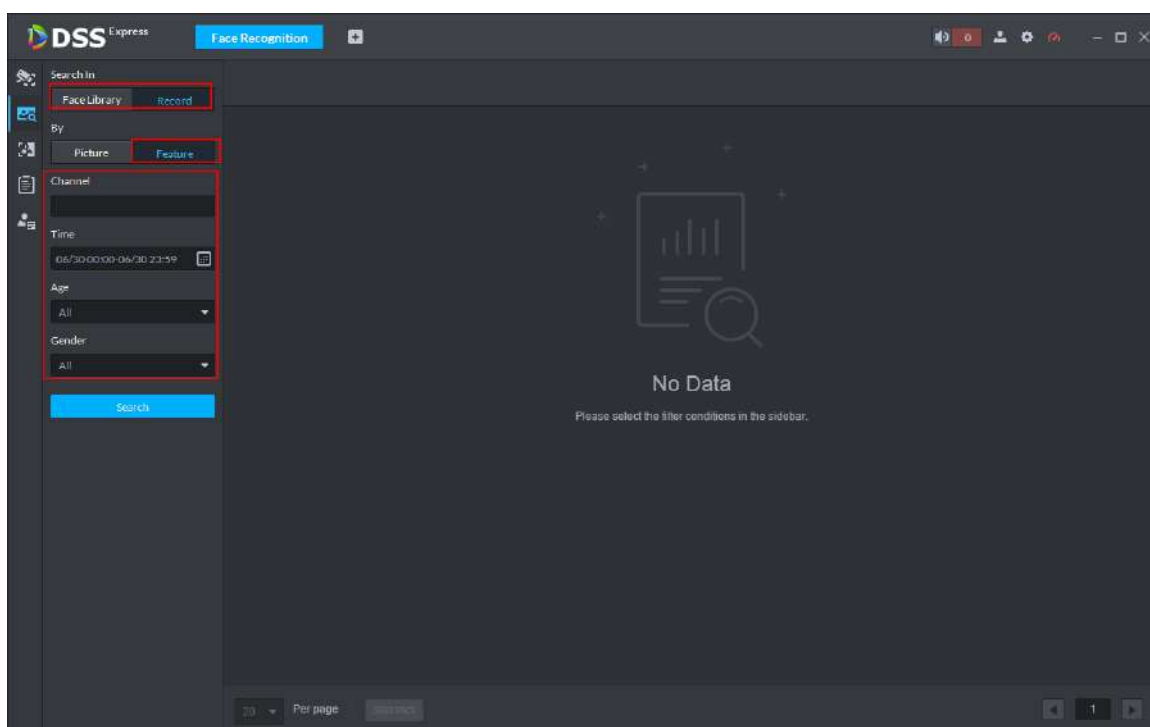 DSS Express
Face Recognition
0
Search In
Face Library Record
By
Picture Feature
Channel
Time
06/30 00:00-06/30 23:59
Age
All
Gender
All
Search
No Data
Please select the filter conditions in the sidebar.
20 Per page
1